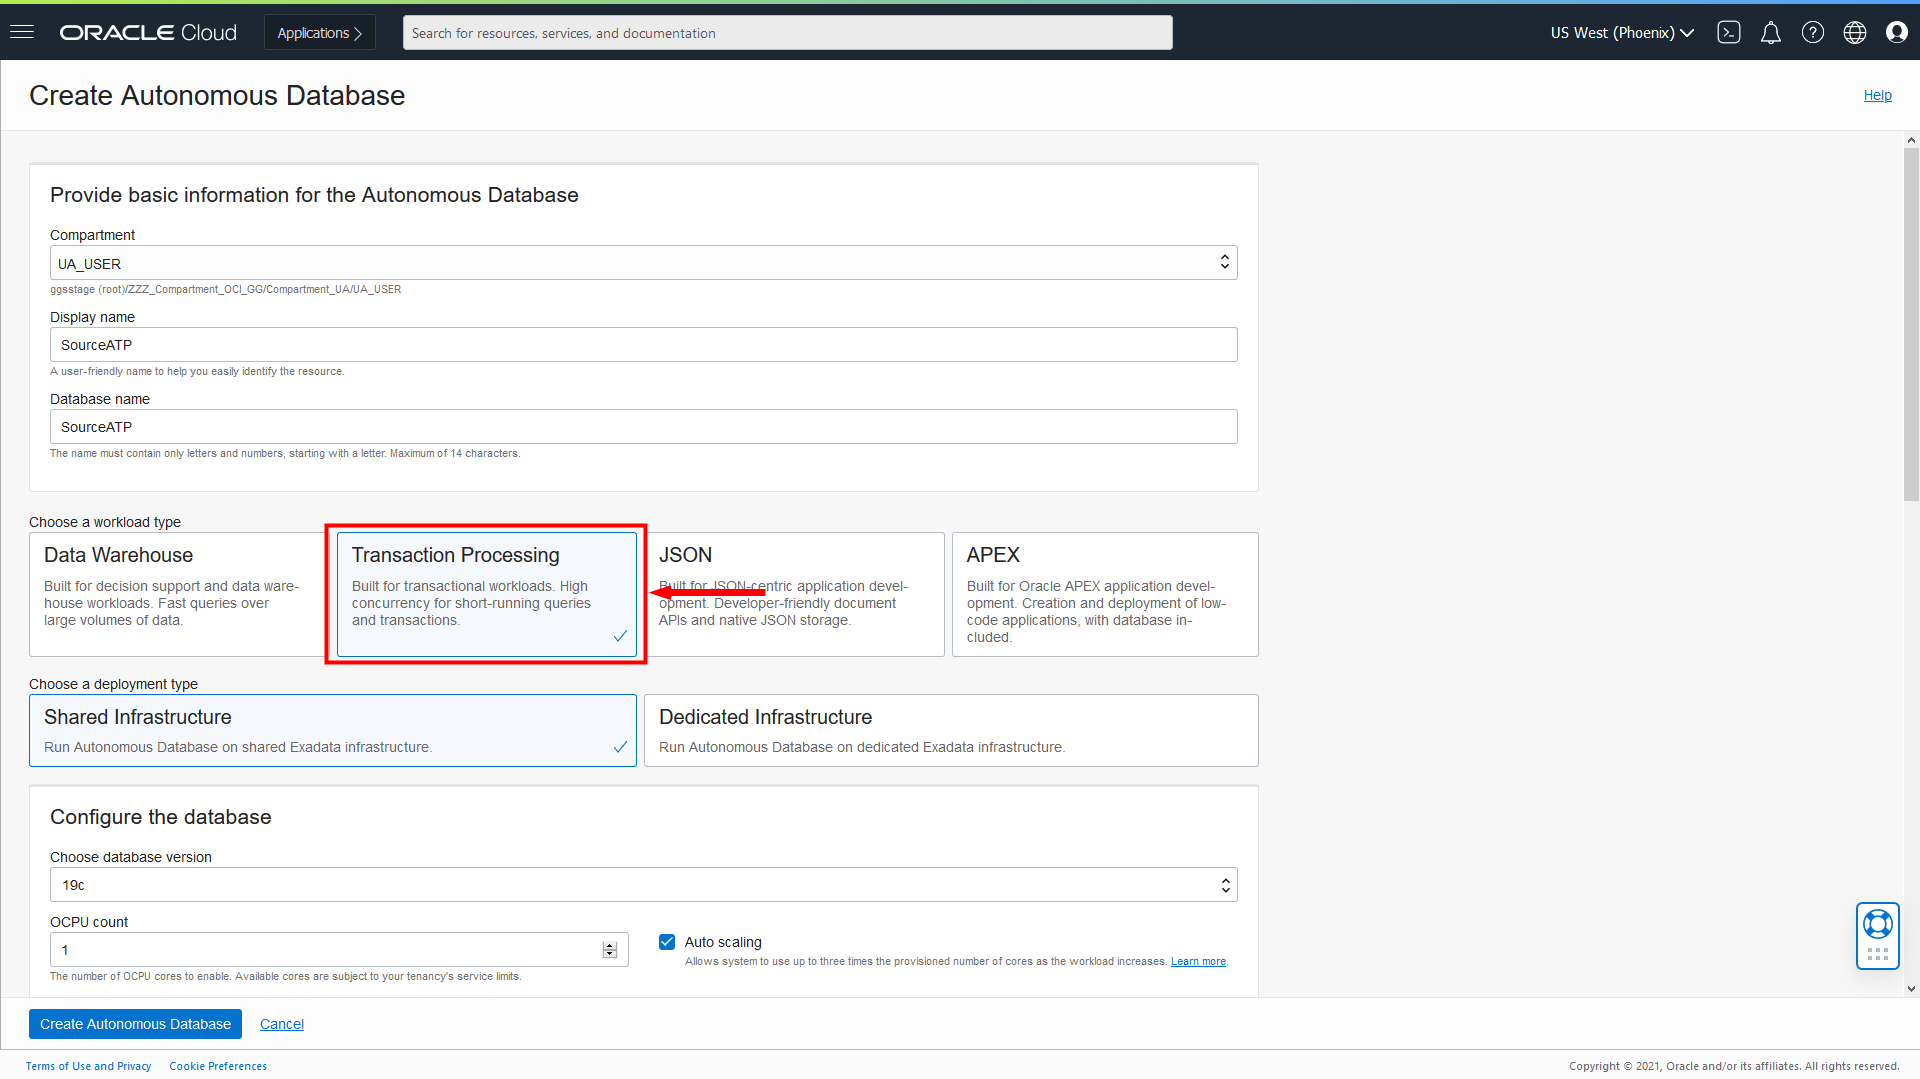 ORACLE Cloud
Applications
Search for resources, services, and documentation
US West (Phoenix)
Create Autonomous Database
Help
Provide basic information for the Autonomous Database
Compartment
UA_USER
ggsstage (root)/ZZZ_Compartment_OCI_GG/Compartment_UA/UA_USER
Display name
SourceATP
A user-friendly name to help you easily identify the resource.
Database name
SourceATP
The name must contain only letters and numbers, starting with a letter. Maximum of 14 characters.
Choose a workload type
Data Warehouse
Built for decision support and data ware-
house workloads. Fast queries over
large volumes of data.
Transaction Processing
Built for transactional workloads. High
concurrency for short-running queries
and transactions.
JSON
Built for JSON-centric application devel-
opment. Developer-friendly document
APIs and native JSON storage.
APEX
Built for Oracle APEX application devel-
opment. Creation and deployment of low-
code applications, with database in-
cluded.
Choose a deployment type
Shared Infrastructure
Run Autonomous Database on shared Exadata infrastructure.
Dedicated Infrastructure
Run Autonomous Database on dedicated Exadata infrastructure.
Configure the database
Choose database version
19c
OCPU count
1
The number of OCPU cores to enable. Available cores are subject to your tenancy's service limits.
Auto scaling
Allows system to use up to three times the provisioned number of cores as the workload increases. Learn more.
Create Autonomous Database
Cancel
Terms of Use and Privacy
Cookie Preferences
Copyright © 2021, Oracle and/or its affiliates. All rights reserved.